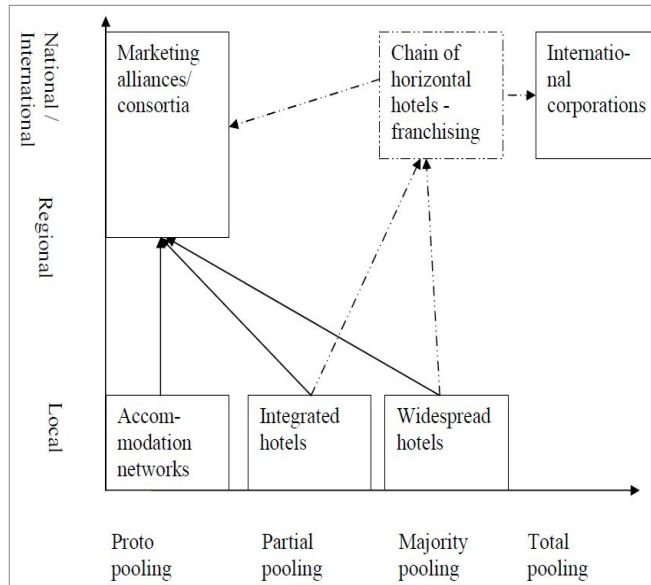 National /
International
Regional
Local
Marketing
alliances/
consortia
Chain of
horizontal
hotels -
franchising
Internatio-
nal
corporations
Accom-
modation
networks
Integrated
hotels
Widespread
hotels
Proto
pooling
Partial
pooling
Majority
pooling
Total
pooling